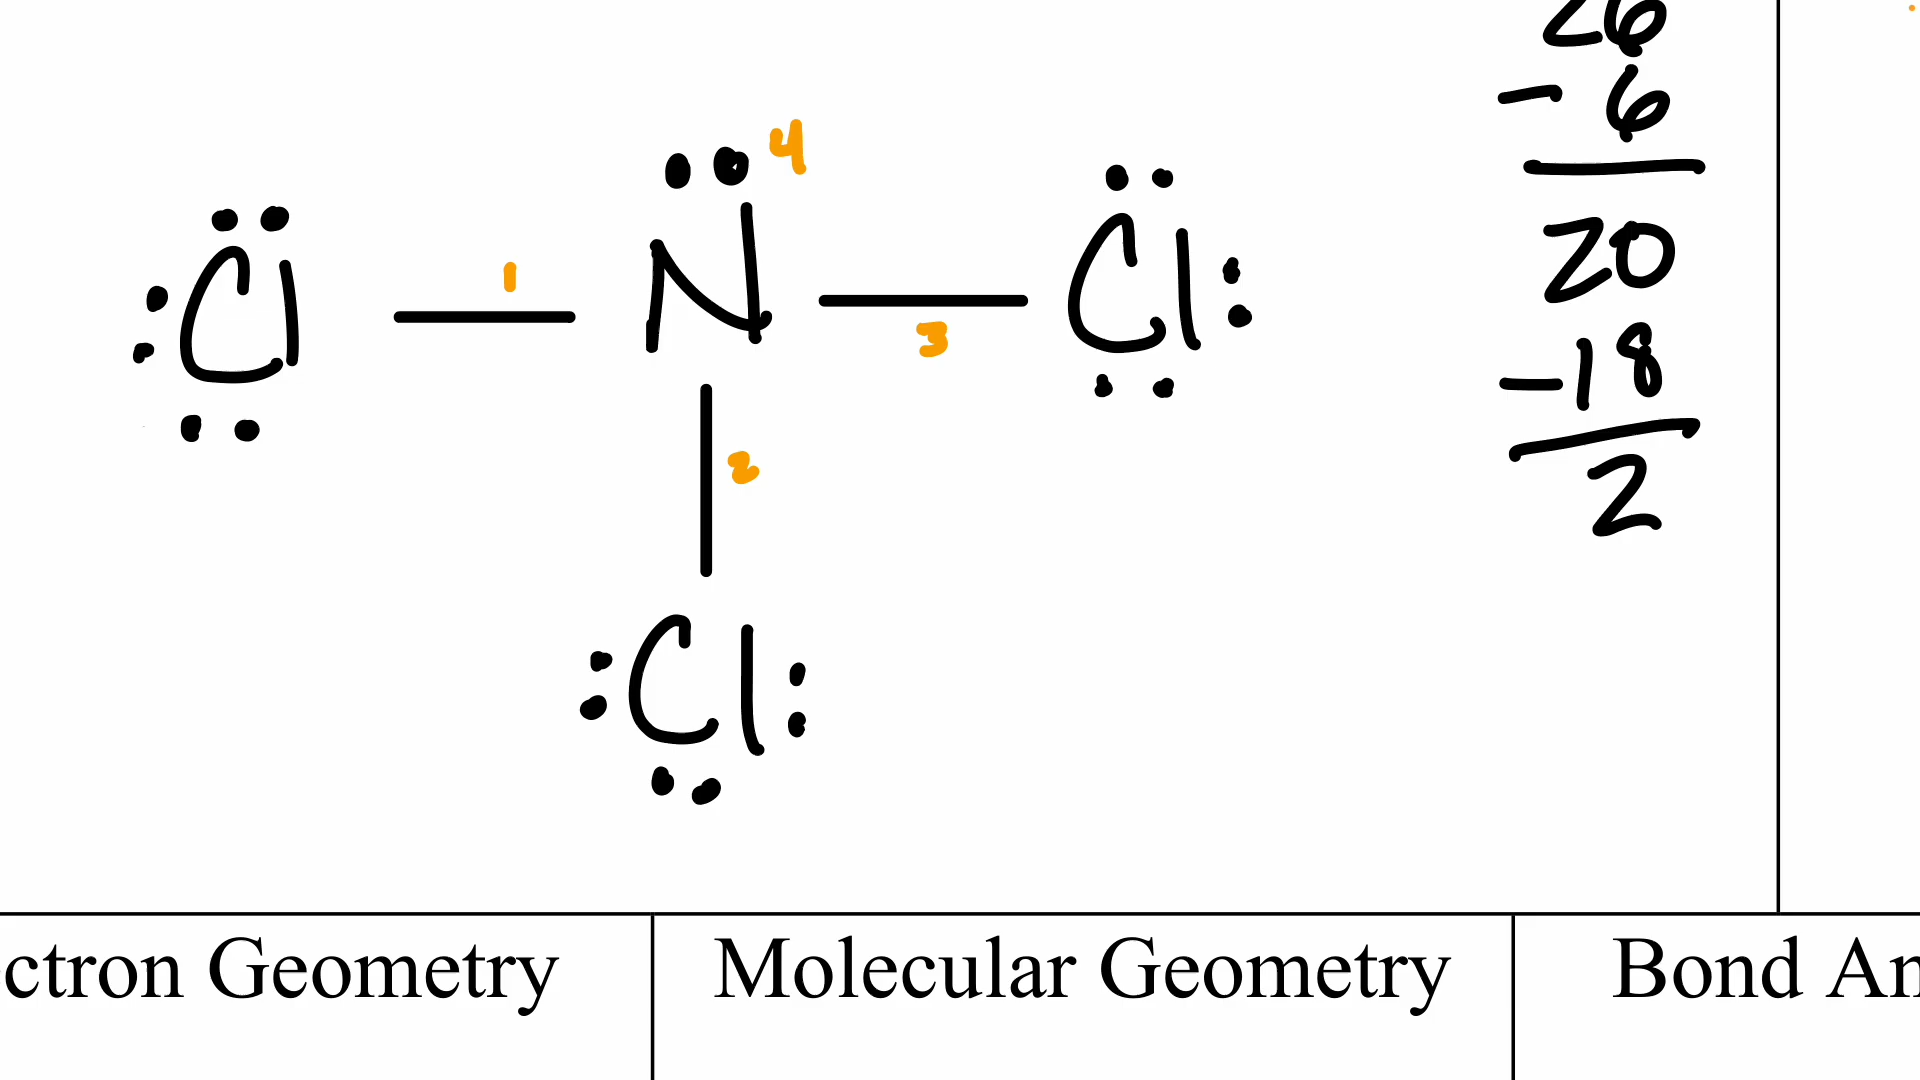 26
- 6
20
-18
2
4
Cl 1 N 3 Cl
2
Cl
ctron Geometry
Molecular Geometry
Bond An